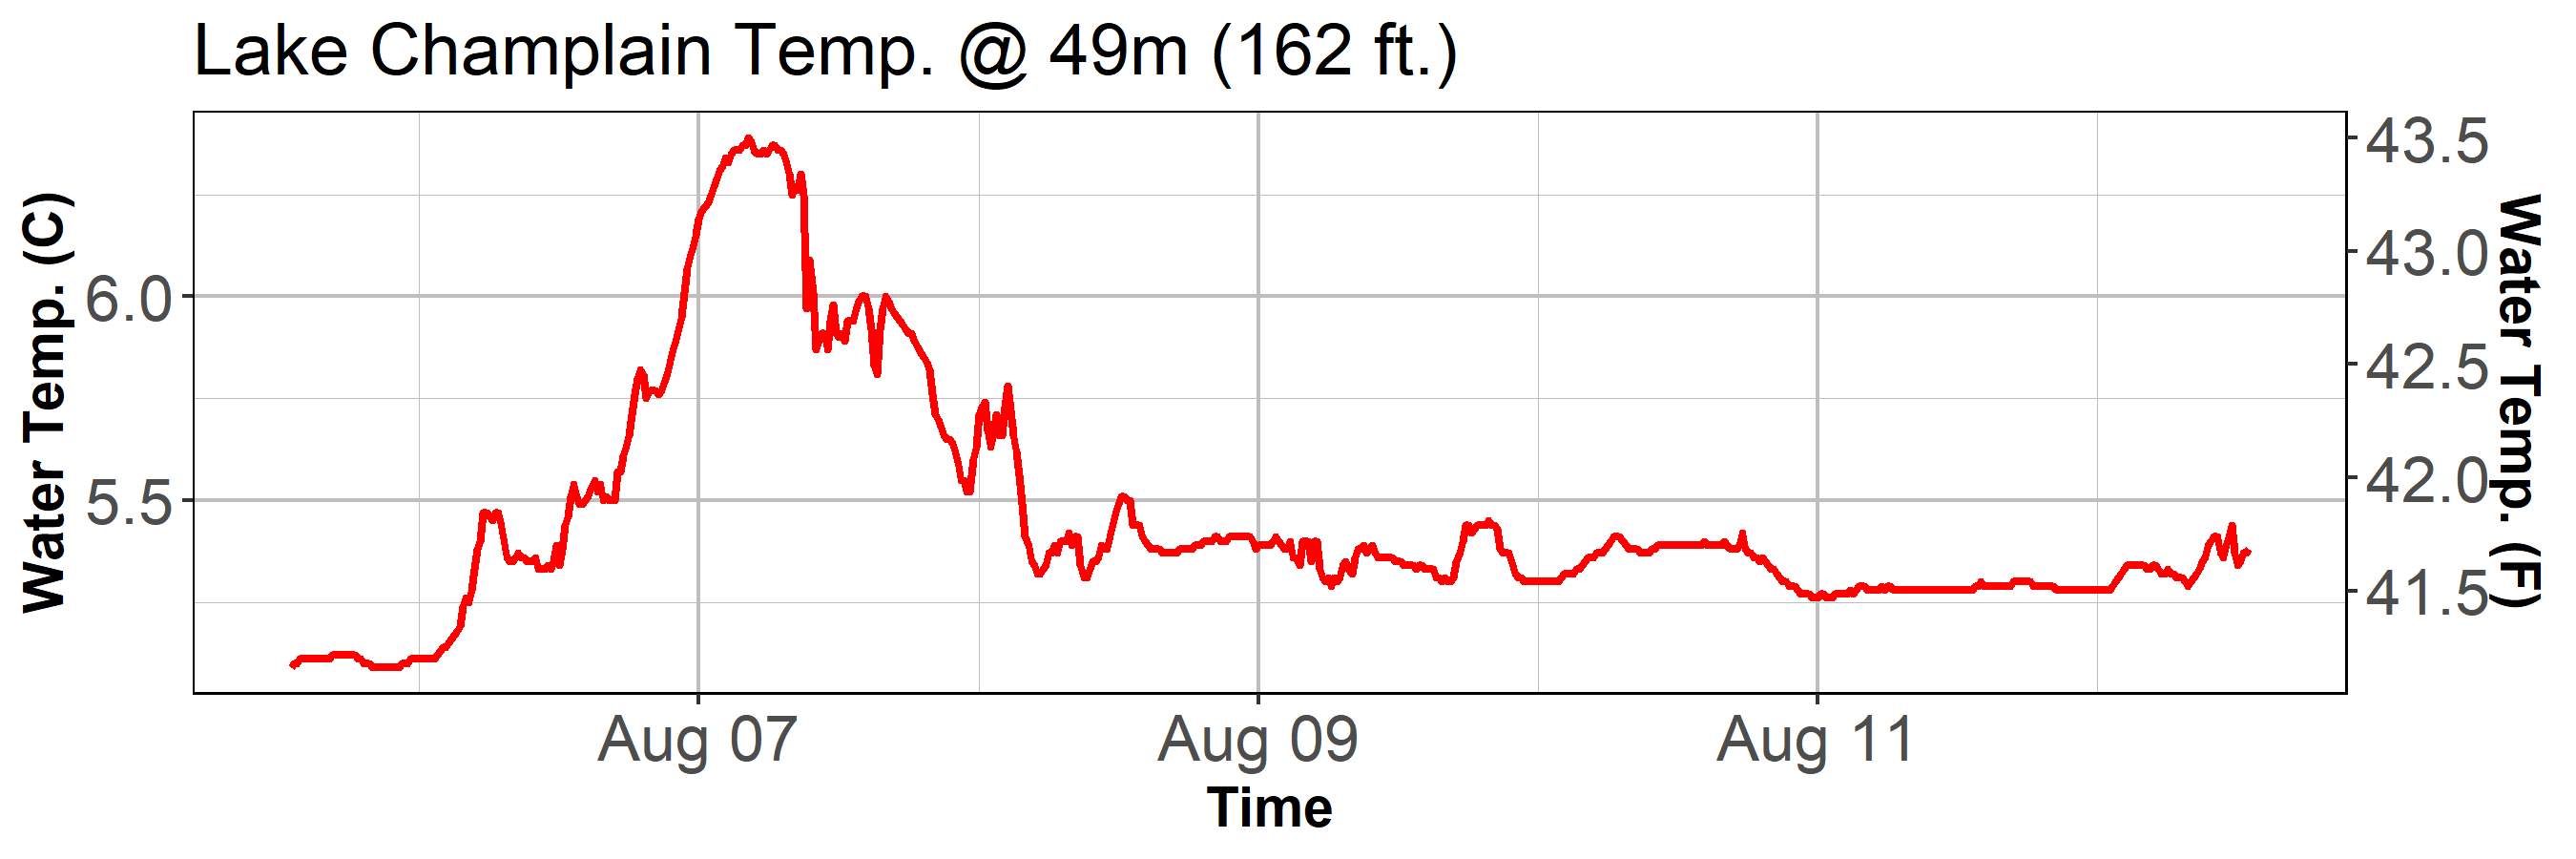 Lake Champlain Temp. @ 49m (162 ft.)
Water Temp. (C)
6.0
5.5
43.5
43.0
42.5
42.0
41.5
Water Temp. (F)
Aug 07
Aug 09
Aug 11
Time